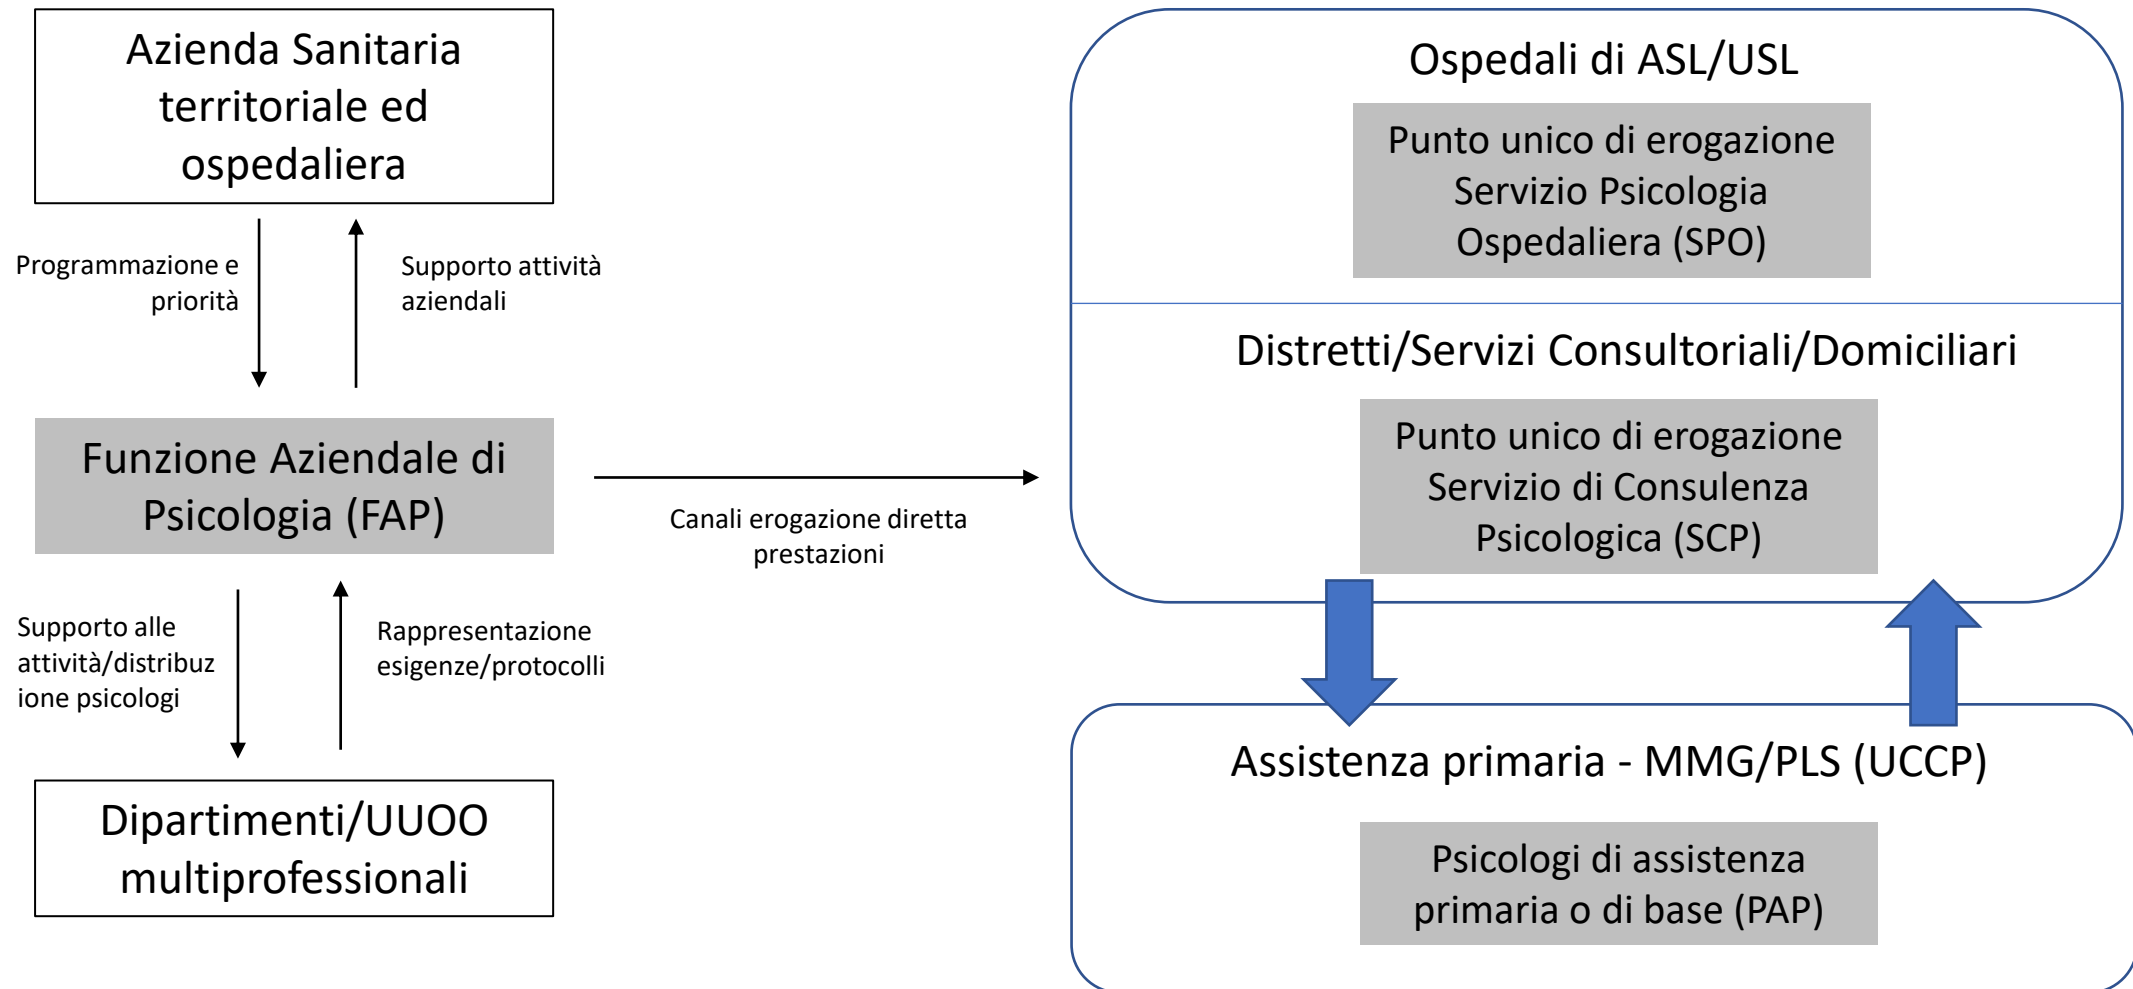 Azienda Sanitaria
territoriale ed
ospedaliera
Programmazione e
priorità
Supporto attività
aziendali
Funzione Aziendale di
Psicologia (FAP)
Supporto alle
attività/distribuz
ione psicologi
Rappresentazione
esigenze/protocolli
Dipartimenti/UUOO
multiprofessionali
Canali erogazione diretta
prestazioni
Ospedali di ASL/USL
Punto unico di erogazione
Servizio Psicologia
Ospedaliera (SPO)
Distretti/Servizi Consultoriali/Domiciliari
Punto unico di erogazione
Servizio di Consulenza
Psicologica (SCP)
Assistenza primaria - MMG/PLS (UCCP)
Psicologi di assistenza
primaria o di base (PAP)